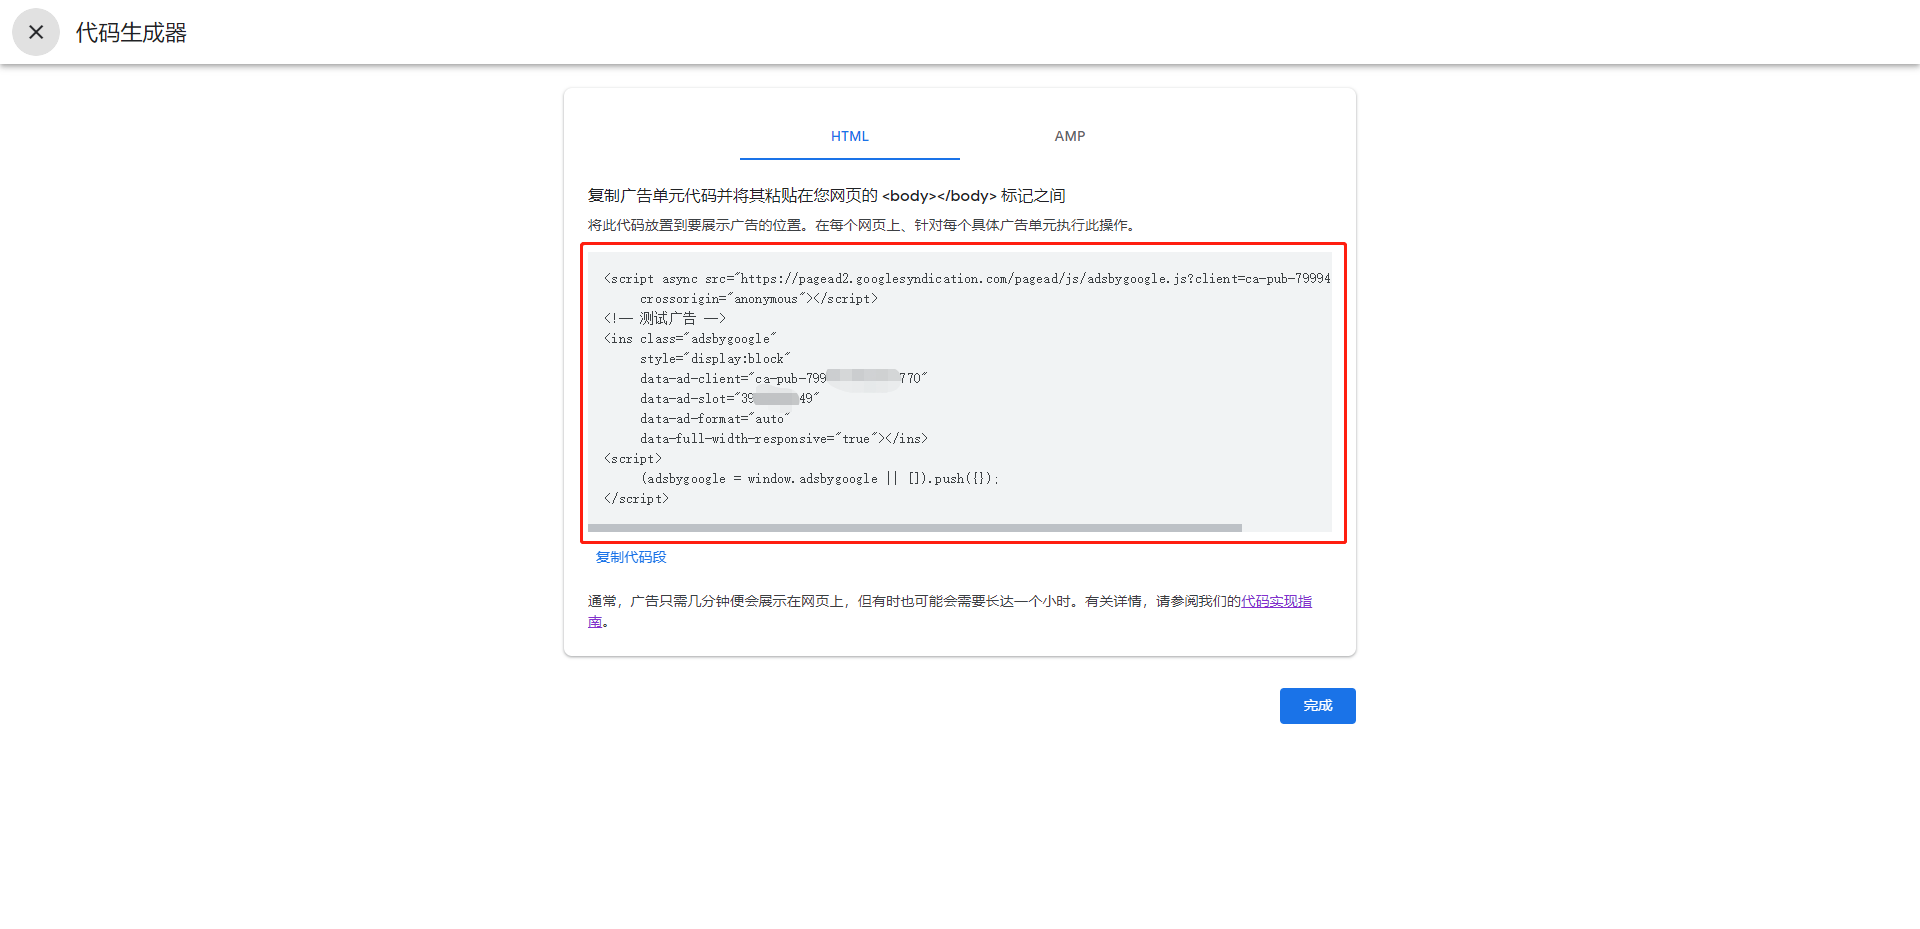 代码生成器
HTML
AMP
复制广告单元代码并将其粘贴在您网页的 <body></body> 标记之间
将此代码放置到要展示广告的位置。在每个网页上、针对每个具体广告单元执行此操作。
<script async src="https://pagead2.googlesyndication.com/pagead/js/adsbygoogle.js?client=ca-pub-79994
crossorigin="anonymous"></script>
<!-- 测试广告 -->
<ins class="adsbygoogle"
style="display:block"
data-ad-client="ca-pub-799 770"
data-ad-slot="39 49"
data-ad-format="auto"
data-full-width-responsive="true"></ins>
<script>
(adsbygoogle = window.adsbygoogle || []).push({});
</script>
复制代码段
通常，广告只需几分钟便会展示在网页上，但有时也可能会需要长达一个小时。有关详情，请参阅我们的代码实现指
南。
完成